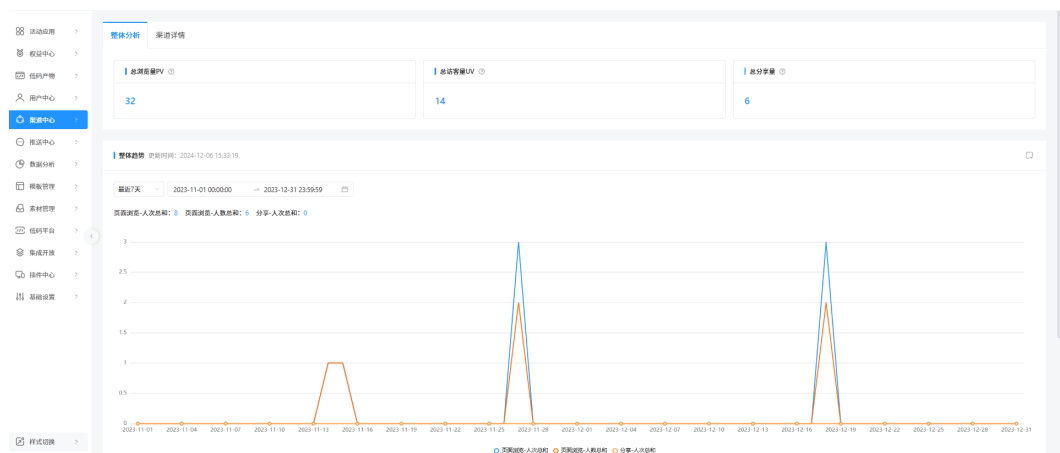 活动应用
权益中心
低码产物
用户中心
渠道中心
推送中心
数据分析
模板管理
素材管理
低码平台
集成开放
插件中心
基础设置
样式切换
整体分析 渠道详情
总浏览量PV
32
总访客量UV
14
总分享量
6
整体趋势 更新时间：2024-12-06 15:33:19
最近7天 2023-11-01 00:00:00 → 2023-12-31 23:59:59
页面浏览-人次总和：8 页面浏览-人数总和：6 分享-人次总和：0
3
2.5
2
1.5
1
0.5
0
2023-11-01 2023-11-04 2023-11-07 2023-11-10 2023-11-13 2023-11-16 2023-11-19 2023-11-22 2023-11-25 2023-11-28 2023-12-01 2023-12-04 2023-12-07 2023-12-10 2023-12-13 2023-12-16 2023-12-19 2023-12-22 2023-12-25 2023-12-28 2023-12-31
页面浏览-人次总和 页面浏览-人数总和 分享-人次总和